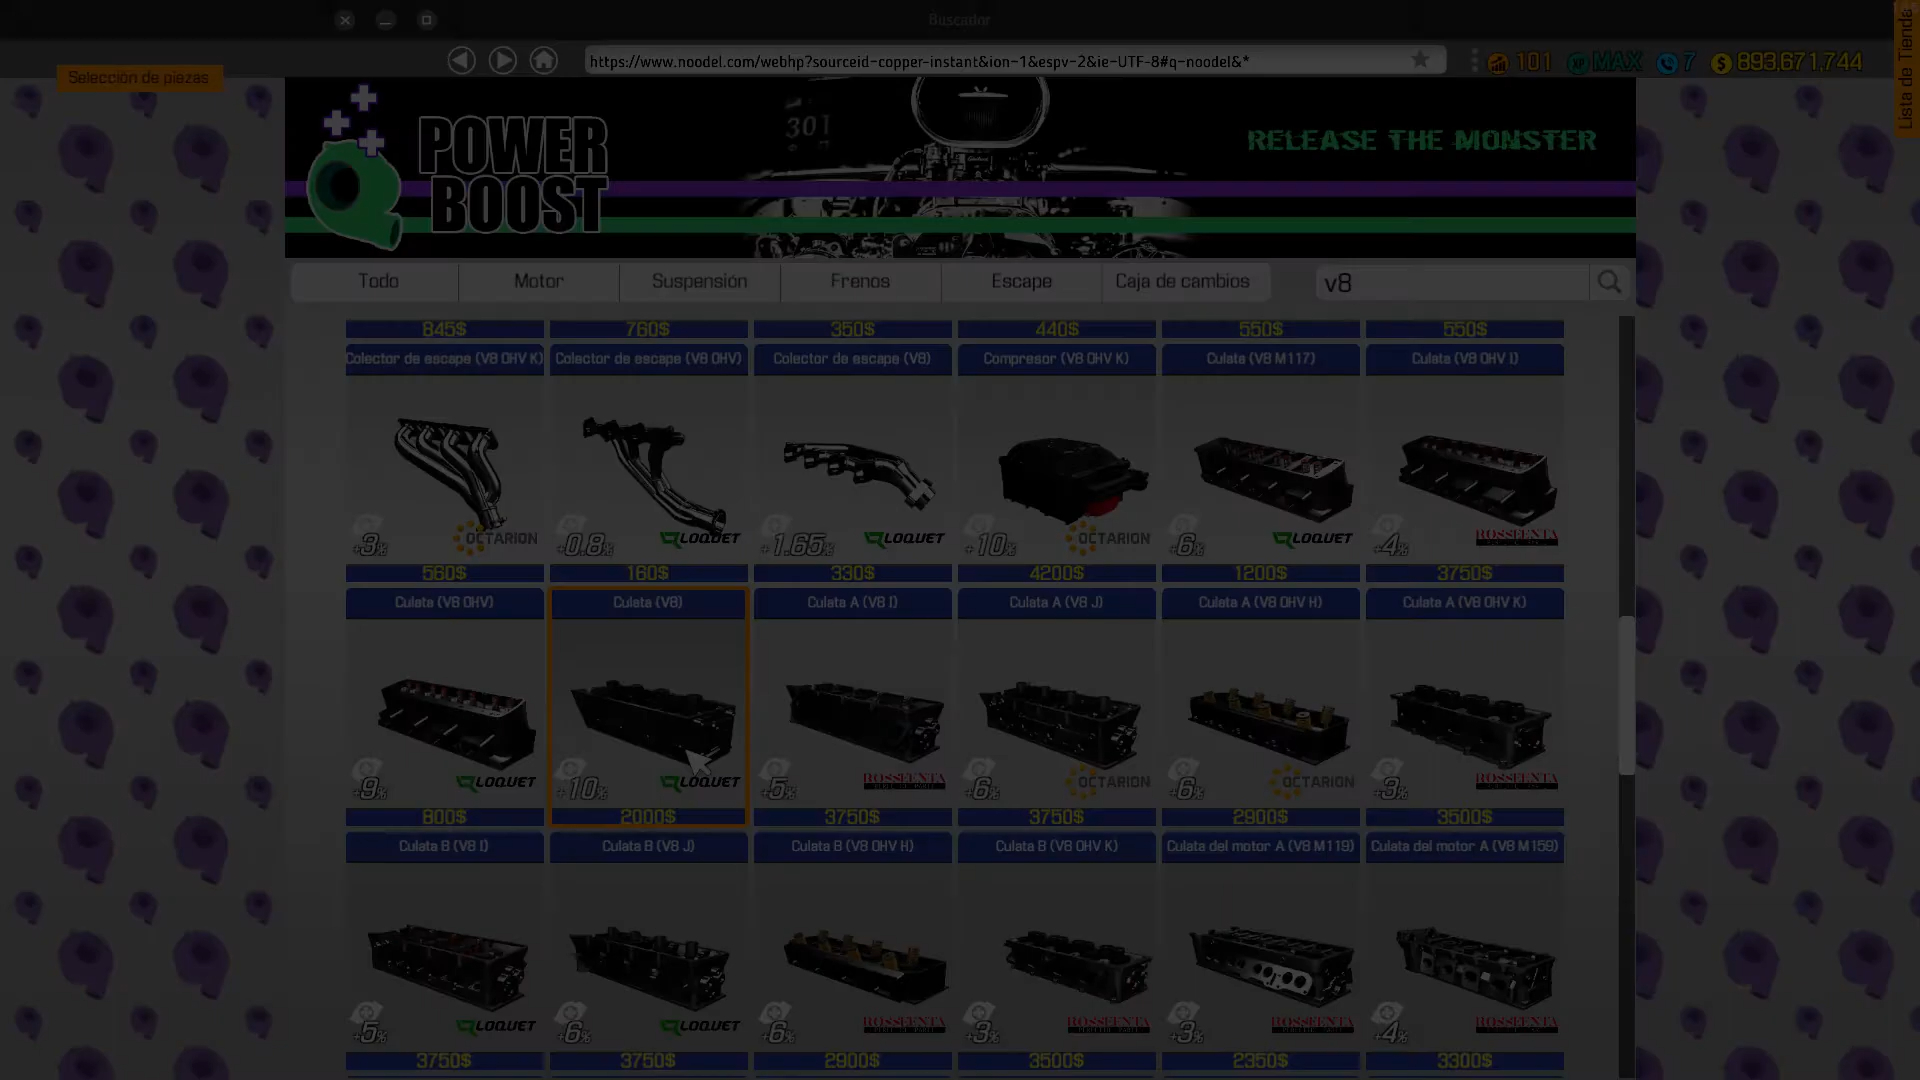 Buscador
https://www.noodel.com/webhp?sourceid-copper-instant&ion-1&espv-2&ie-UTF-8#q-noodel&*
101 XP MAX 7 $ 893,671,744
Lista de Tienda
Selección de piezas
POWER
BOOST
301
RELEASE THE MONSTER
Todo Motor Suspensión Frenos Escape Caja de cambios v8
845$ 760$ 350$ 440$ 550$ 550$
Colector de escape (V8 OHV K) Colector de escape (V8 OHV) Colector de escape (V8) Compresor (V8 OHV K) Culata (V8 M117) Culata (V8 OHV I)
+3% OCTARION +0.8% LOQUET +1.65% LOQUET +10% OCTARION +6% LOQUET +4%
560$ 160$ 330$ 4200$ 1200$ 3750$
Culata (V8 OHV) Culata (V8) Culata A (V8 I) Culata A (V8 J) Culata A (V8 OHV H) Culata A (V8 OHV K)
+9% LOQUET +10% LOQUET +5% +6% OCTARION +6% OCTARION +3%
800$ 2000$ 3750$ 3750$ 2900$ 3500$
Culata B (V8 I) Culata B (V8 J) Culata B (V8 OHV H) Culata B (V8 OHV K) Culata del motor A (V8 M119) Culata del motor A (V8 M159)
+5% LOQUET +6% LOQUET +6% +3% +3% +4%
3750$ 3750$ 2900$ 3500$ 2350$ 3300$